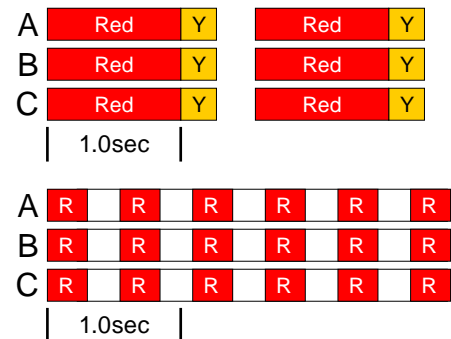 A Red Y Red Y
B Red Y Red Y
C Red Y Red Y
1.0sec
A R R R R R R
B R R R R R R
C R R R R R R
1.0sec